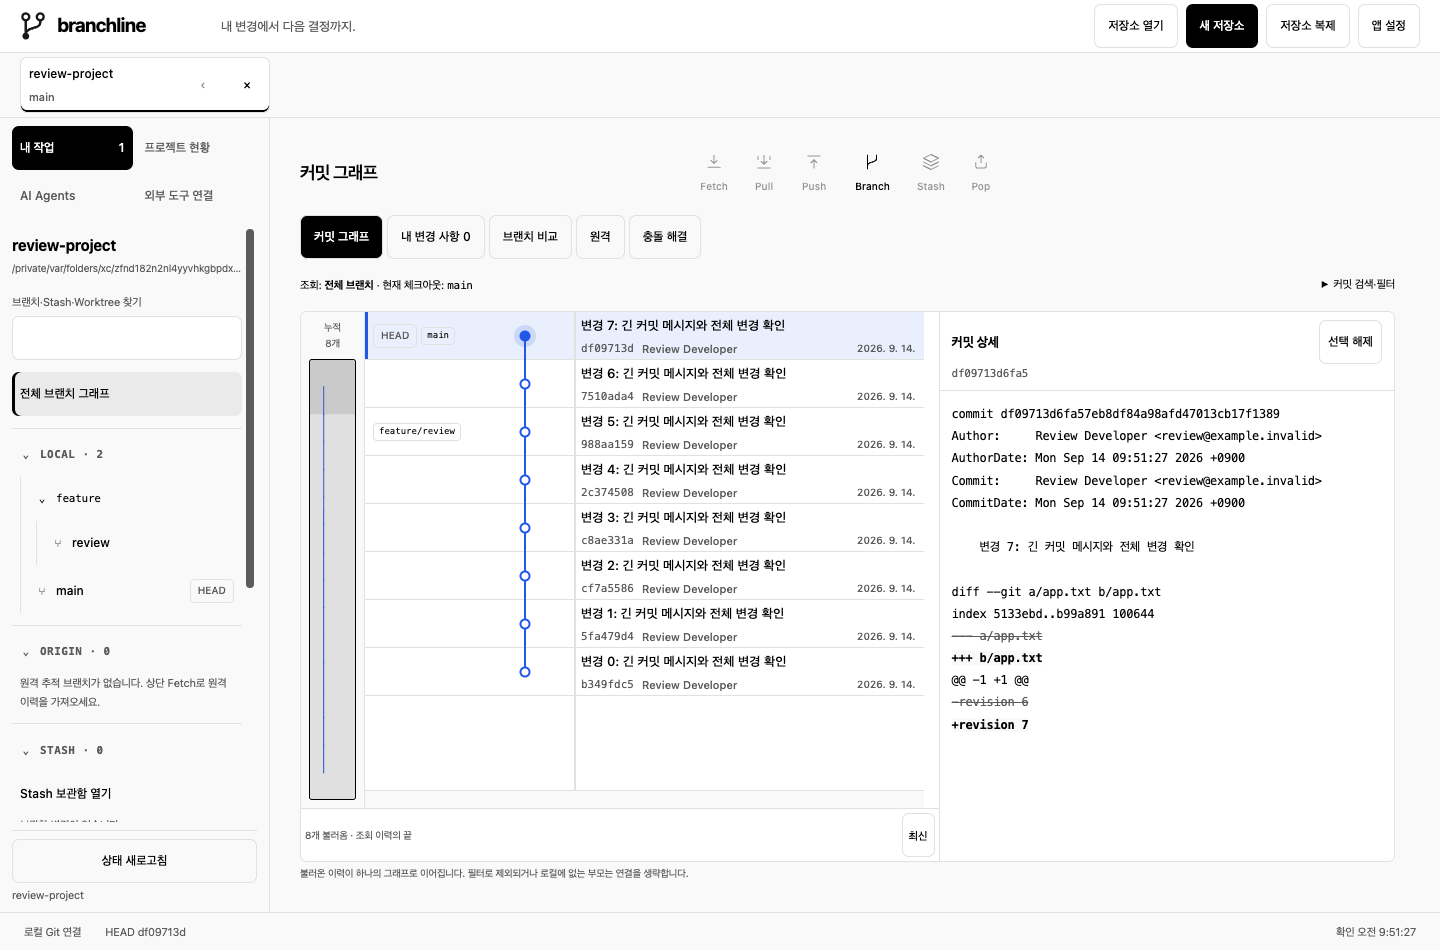 branchline
내 변경에서 다음 결정까지.
저장소 열기
새 저장소
저장소 복제
앱 설정
review-project
main
‹
×
내 작업 1
프로젝트 현황
AI Agents
외부 도구 연결
review-project
/private/var/folders/xc/zfnd182n2nl4yyvhkgbpdx...
브랜치·Stash·Worktree 찾기
전체 브랜치 그래프
LOCAL · 2
feature
review
main
HEAD
ORIGIN · 0
원격 추적 브랜치가 없습니다. 상단 Fetch로 원격
이력을 가져오세요.
STASH · 0
Stash 보관함 열기
상태 새로고침
review-project
커밋 그래프
Fetch
Pull
Push
Branch
Stash
Pop
커밋 그래프
내 변경 사항 0
브랜치 비교
원격
충돌 해결
조회: 전체 브랜치 · 현재 체크아웃: main
▶ 커밋 검색·필터
누적
8개
HEAD
main
변경 7: 긴 커밋 메시지와 전체 변경 확인
df09713d Review Developer 2026. 9. 14.
변경 6: 긴 커밋 메시지와 전체 변경 확인
7510ada4 Review Developer 2026. 9. 14.
feature/review
변경 5: 긴 커밋 메시지와 전체 변경 확인
988aa159 Review Developer 2026. 9. 14.
변경 4: 긴 커밋 메시지와 전체 변경 확인
2c374508 Review Developer 2026. 9. 14.
변경 3: 긴 커밋 메시지와 전체 변경 확인
c8ae331a Review Developer 2026. 9. 14.
변경 2: 긴 커밋 메시지와 전체 변경 확인
cf7a5586 Review Developer 2026. 9. 14.
변경 1: 긴 커밋 메시지와 전체 변경 확인
5fa479d4 Review Developer 2026. 9. 14.
변경 0: 긴 커밋 메시지와 전체 변경 확인
b349fdc5 Review Developer 2026. 9. 14.
8개 불러옴 · 조회 이력의 끝
최신
불러온 이력이 하나의 그래프로 이어집니다. 필터로 제외되거나 로컬에 없는 부모는 연결을 생략합니다.
커밋 상세
선택 해제
df09713d6fa5
commit df09713d6fa57eb8df84a98afd47013cb17f1389
Author: Review Developer <review@example.invalid>
AuthorDate: Mon Sep 14 09:51:27 2026 +0900
Commit: Review Developer <review@example.invalid>
CommitDate: Mon Sep 14 09:51:27 2026 +0900
변경 7: 긴 커밋 메시지와 전체 변경 확인
diff --git a/app.txt b/app.txt
index 5133ebd..b99a891 100644
--- a/app.txt
+++ b/app.txt
@@ -1 +1 @@
-revision 6
+revision 7
로컬 Git 연결
HEAD df09713d
확인 오전 9:51:27